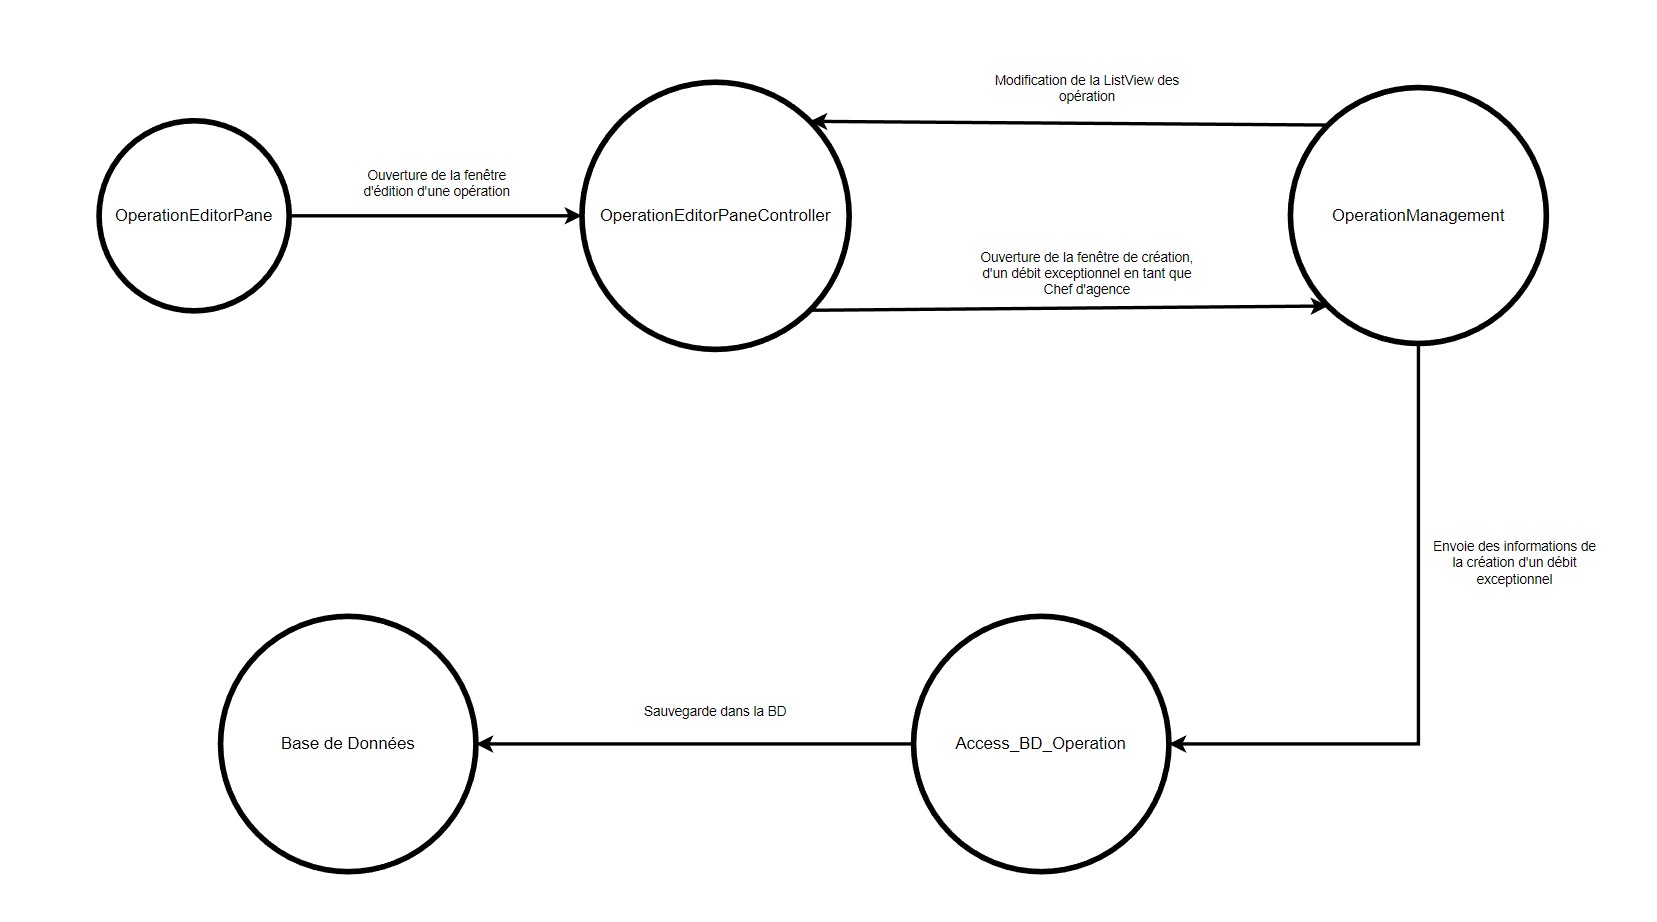 Modification de la ListView des
opération
Ouverture de la fenêtre
d'édition d'une opération
OperationEditorPane
OperationEditorPaneController
OperationManagement
Ouverture de la fenêtre de création,
d'un débit exceptionnel en tant que
Chef d'agence
Envoie des informations de
la création d'un débit
exceptionnel
Sauvegarde dans la BD
Base de Données
Access_BD_Operation